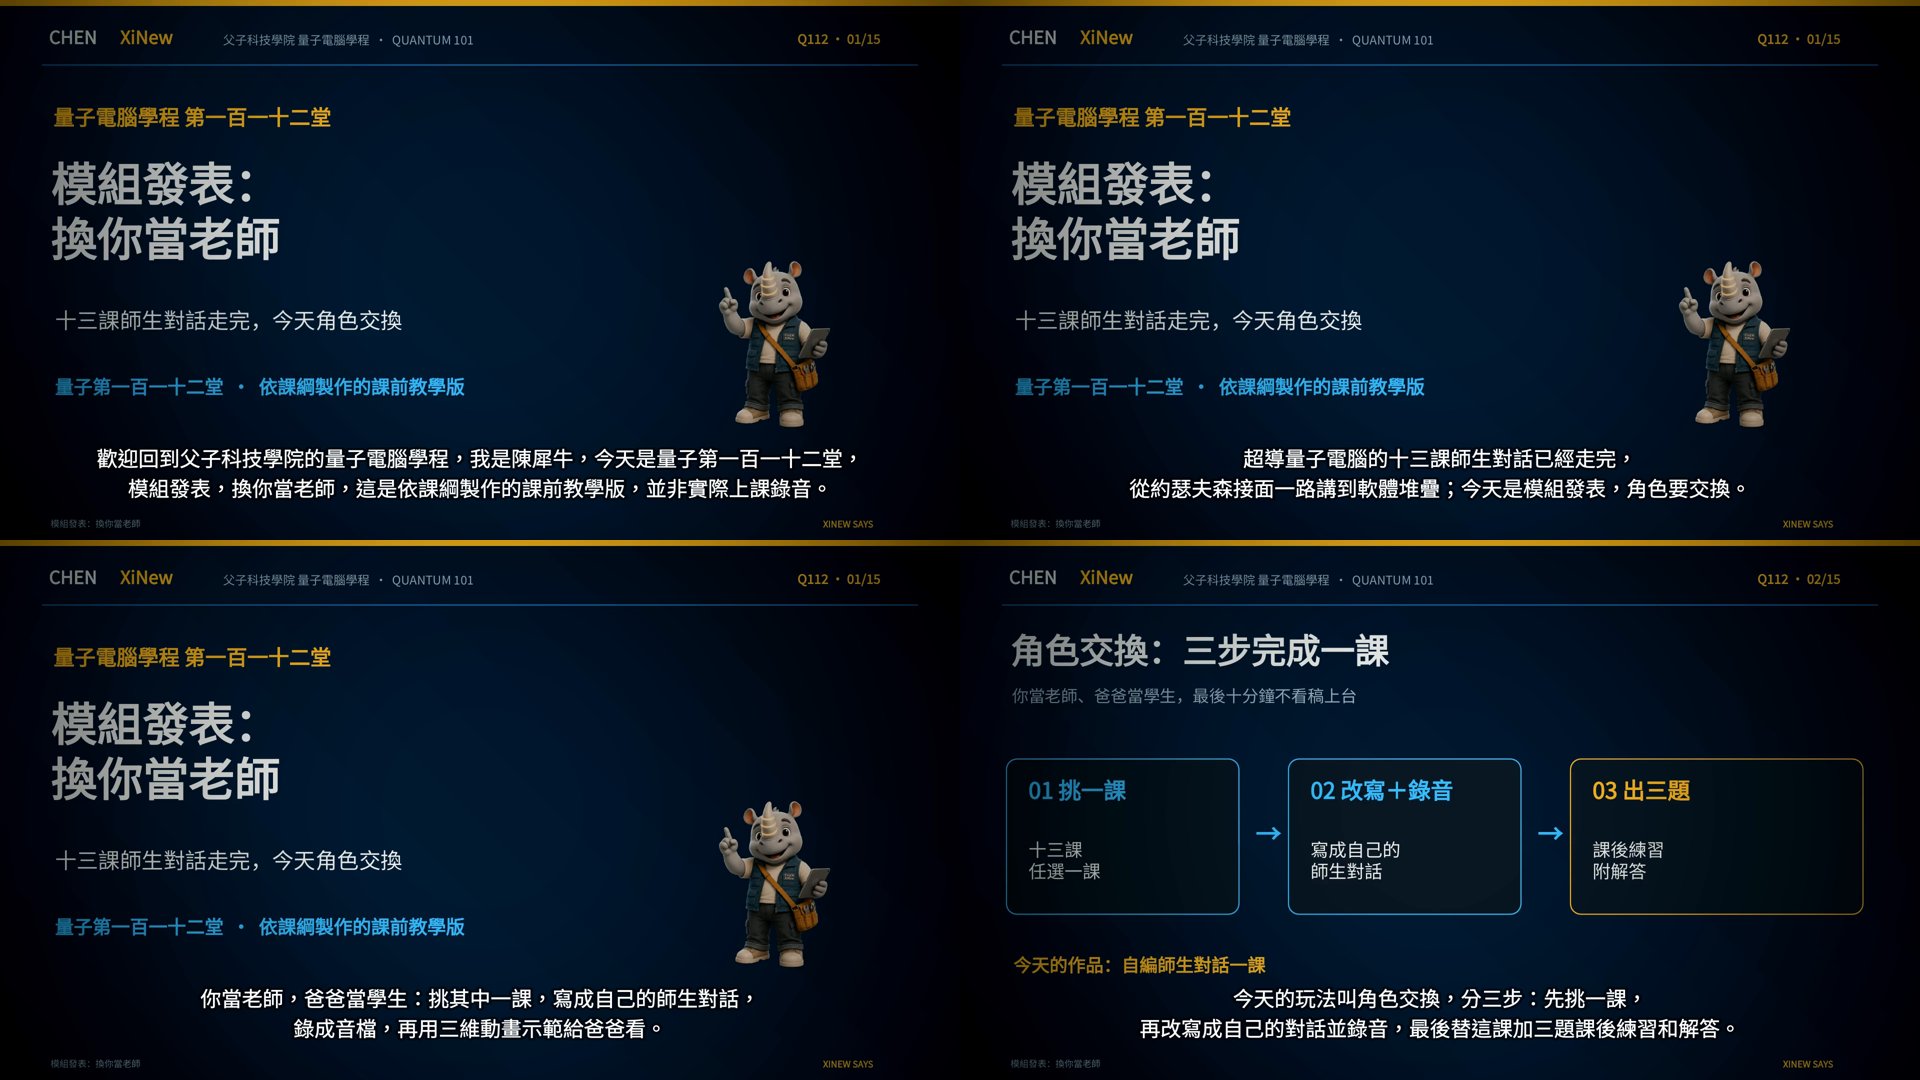 CHEN XiNew 父子科技學院 量子電腦學程 · QUANTUM 101 Q112 · 01/15
量子電腦學程 第一百一十二堂
模組發表：
換你當老師
十三課師生對話走完，今天角色交換
量子第一百一十二堂 · 依課綱製作的課前教學版
歡迎回到父子科技學院的量子電腦學程，我是陳犀牛，今天是量子第一百一十二堂，
模組發表，換你當老師，這是依課綱製作的課前教學版，並非實際上課錄音。
模組發表：換你當老師 XINEW SAYS
CHEN XiNew 父子科技學院 量子電腦學程 · QUANTUM 101 Q112 · 01/15
量子電腦學程 第一百一十二堂
模組發表：
換你當老師
十三課師生對話走完，今天角色交換
量子第一百一十二堂 · 依課綱製作的課前教學版
超導量子電腦的十三課師生對話已經走完，
從約瑟夫森接面一路講到軟體堆疊；今天是模組發表，角色要交換。
模組發表：換你當老師 XINEW SAYS
CHEN XiNew 父子科技學院 量子電腦學程 · QUANTUM 101 Q112 · 01/15
量子電腦學程 第一百一十二堂
模組發表：
換你當老師
十三課師生對話走完，今天角色交換
量子第一百一十二堂 · 依課綱製作的課前教學版
你當老師，爸爸當學生：挑其中一課，寫成自己的師生對話，
錄成音檔，再用三維動畫示範給爸爸看。
模組發表：換你當老師 XINEW SAYS
CHEN XiNew 父子科技學院 量子電腦學程 · QUANTUM 101 Q112 · 02/15
角色交換：三步完成一課
你當老師、爸爸當學生，最後十分鐘不看稿上台
01 挑一課
十三課
任選一課
→
02 改寫＋錄音
寫成自己的
師生對話
→
03 出三題
課後練習
附解答
今天的作品：自編師生對話一課
今天的玩法叫角色交換，分三步：先挑一課，
再改寫成自己的對話並錄音，最後替這課加三題課後練習和解答。
模組發表：換你當老師 XINEW SAYS